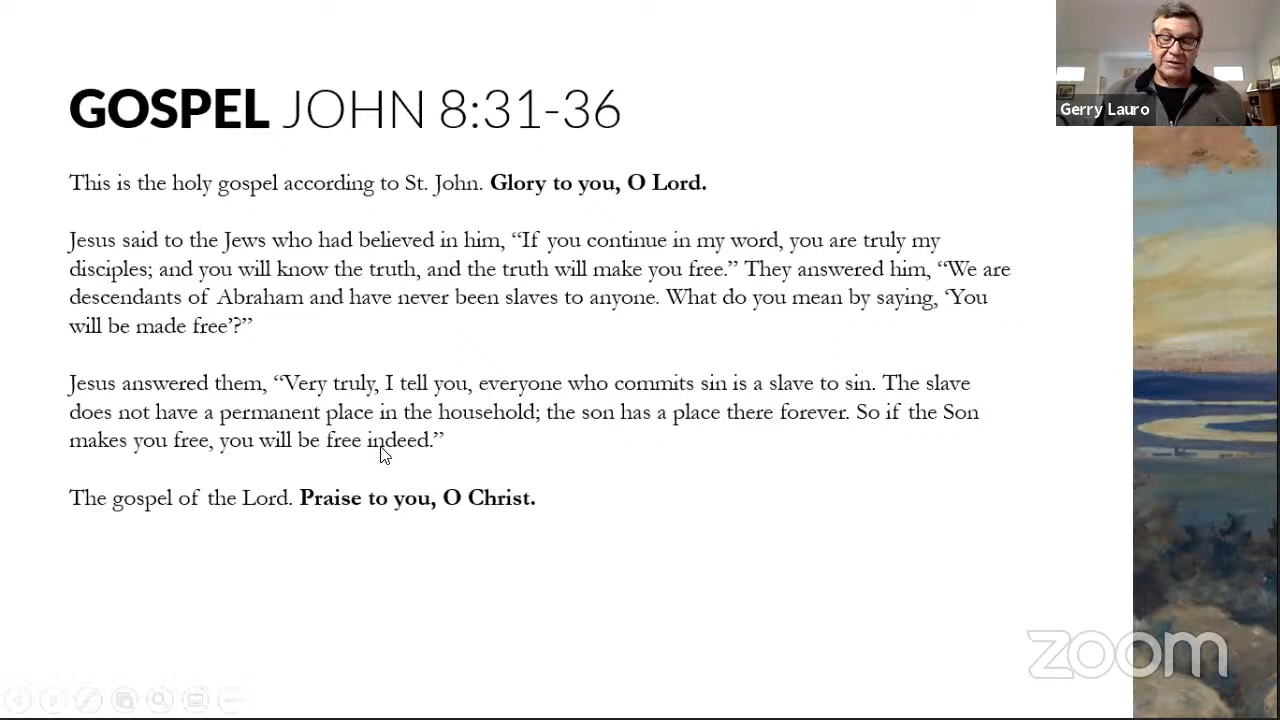 GOSPEL JOHN 8:31-36
Gerry Lauro
This is the holy gospel according to St. John. Glory to you, O Lord.
Jesus said to the Jews who had believed in him, “If you continue in my word, you are truly my
disciples; and you will know the truth, and the truth will make you free.” They answered him, “We are
descendants of Abraham and have never been slaves to anyone. What do you mean by saying, ‘You
will be made free’?”
Jesus answered them, “Very truly, I tell you, everyone who commits sin is a slave to sin. The slave
does not have a permanent place in the household; the son has a place there forever. So if the Son
makes you free, you will be free indeed.”
The gospel of the Lord. Praise to you, O Christ.
zoom